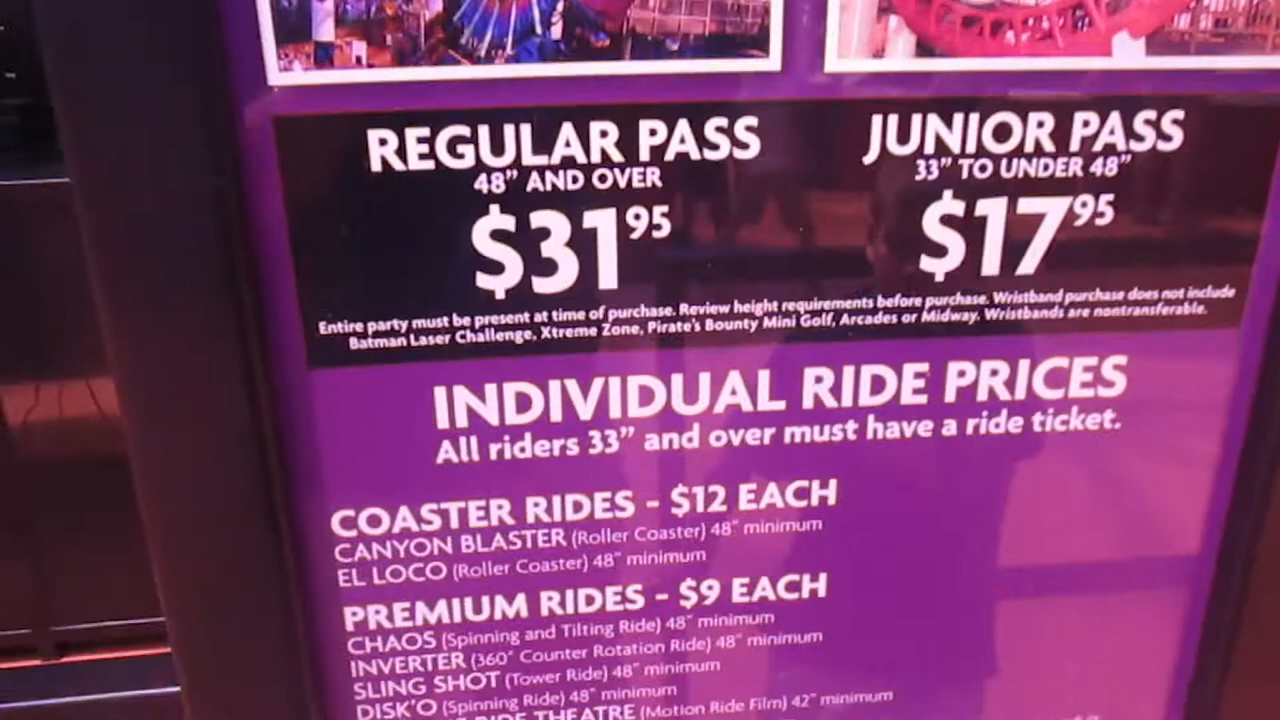 REGULAR PASS
48” AND OVER
$31⁹⁵
JUNIOR PASS
33” TO UNDER 48”
$17⁹⁵
Entire party must be present at time of purchase. Review height requirements before purchase. Wristband purchase does not include
Batman Laser Challenge, Xtreme Zone, Pirate's Bounty Mini Golf, Arcades or Midway. Wristbands are nontransferable.
INDIVIDUAL RIDE PRICES
All riders 33” and over must have a ride ticket.
COASTER RIDES - $12 EACH
CANYON BLASTER (Roller Coaster) 48" minimum
EL LOCO (Roller Coaster) 48" minimum
PREMIUM RIDES - $9 EACH
CHAOS (Spinning and Tilting Ride) 48" minimum
INVERTER (360° Counter Rotation Ride) 48" minimum
SLING SHOT (Tower Ride) 48" minimum
DISK'O (Spinning Ride) 48" minimum
RIDE THEATRE (Motion Ride Film) 42" minimum